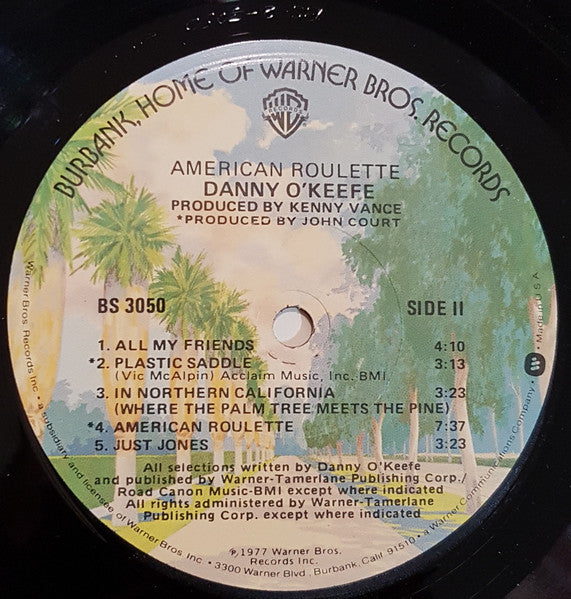 BURBANK, HOME OF WARNER BROS. RECORDS
W B
RECORDS
AMERICAN ROULETTE
DANNY O'KEEFE
PRODUCED BY KENNY VANCE
*PRODUCED BY JOHN COURT
BS 3050 SIDE II
1. ALL MY FRIENDS 4:10
*2. PLASTIC SADDLE 3:13
(Vic McAlpin) Acclaim Music, Inc. BMI
3. IN NORTHERN CALIFORNIA 3:23
(WHERE THE PALM TREE MEETS THE PINE)
*4. AMERICAN ROULETTE 7:37
5. JUST JONES 3:23
All selections written by Danny O'Keefe
and published by Warner-Tamerlane Publishing Corp./
Road Canon Music-BMI except where indicated
All rights administered by Warner-Tamerlane
Publishing Corp. except where indicated
℗1977 Warner Bros.
Records Inc.
Warner Bros. Records Inc. • a subsidiary and licensee of Warner Bros. Inc. • 3300 Warner Blvd., Burbank, Calif. 91510 • a Warner Communications Company. • Made in U.S.A.